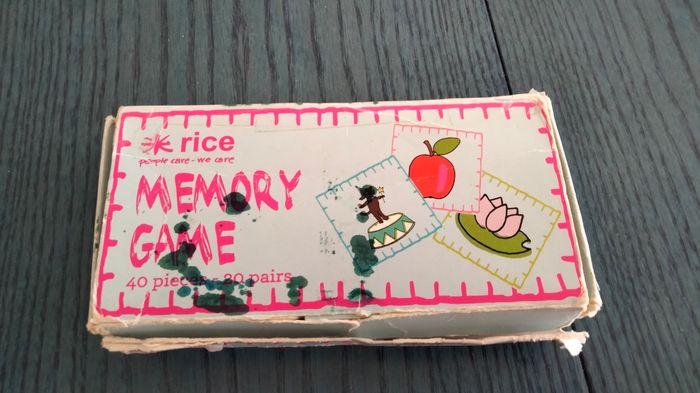 rice
people care - we care
MEMORY
GAME
40 pieces - 20 pairs